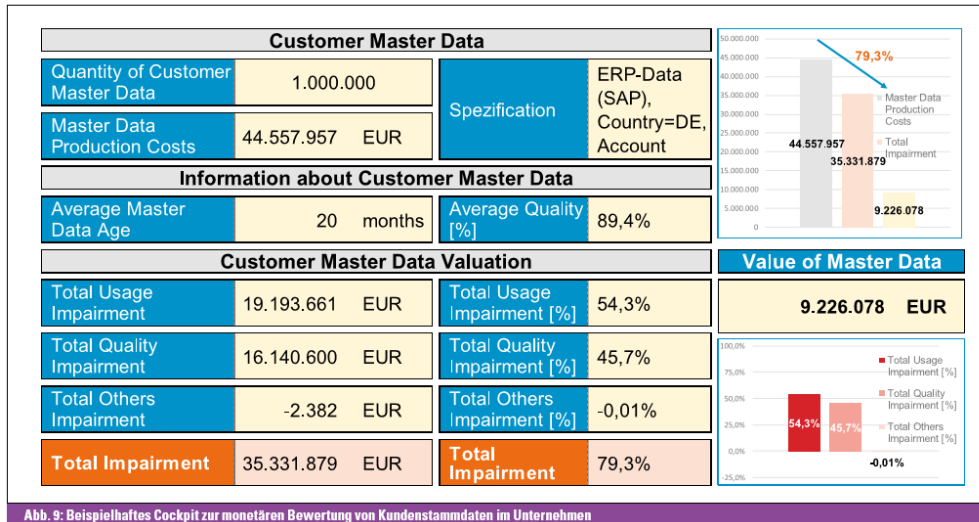 Customer Master Data
Quantity of Customer
Master Data
1.000.000
Master Data
Production Costs
44.557.957 EUR
Spezification
ERP-Data
(SAP),
Country=DE,
Account
Information about Customer Master Data
Average Master
Data Age
20 months
Average Quality
[%]
89,4%
Customer Master Data Valuation
Total Usage
Impairment
19.193.661 EUR
Total Usage
Impairment [%]
54,3%
Total Quality
Impairment
16.140.600 EUR
Total Quality
Impairment [%]
45,7%
Total Others
Impairment
-2.382 EUR
Total Others
Impairment [%]
-0,01%
Total Impairment
35.331.879 EUR
Total
Impairment
79,3%
50.000.000
45.000.000
40.000.000
35.000.000
30.000.000
25.000.000
20.000.000
15.000.000
10.000.000
5.000.000
0
79,3%
Master Data
Production
Costs
Total
Impairment
44.557.957
35.331.879
9.226.078
Value of Master Data
9.226.078 EUR
100,0%
75,0%
50,0%
25,0%
0,0%
-25,0%
54,3%
45,7%
-0,01%
Total Usage
Impairment [%]
Total Quality
Impairment [%]
Total Others
Impairment [%]
Abb. 9: Beispielhaftes Cockpit zur monetären Bewertung von Kundenstammdaten im Unternehmen